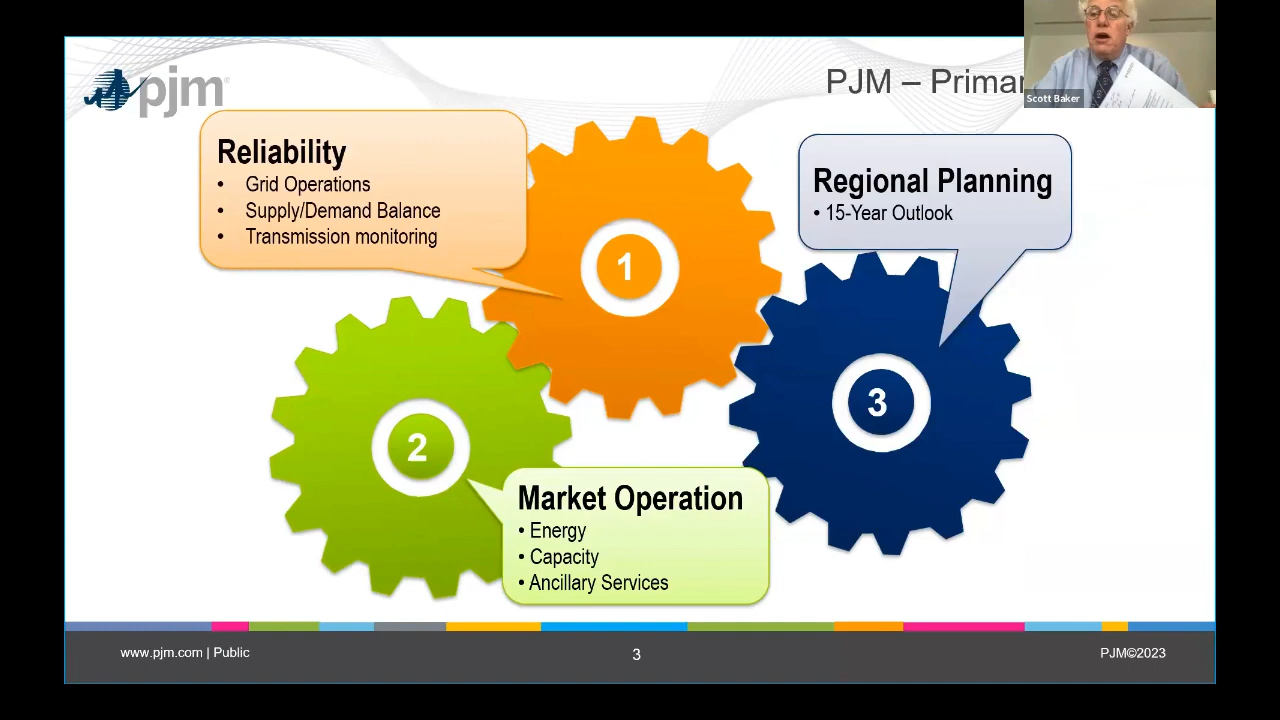 pjm
PJM – Primar
Scott Baker
Reliability
• Grid Operations
• Supply/Demand Balance
• Transmission monitoring
Regional Planning
• 15-Year Outlook
1
2
3
Market Operation
• Energy
• Capacity
• Ancillary Services
www.pjm.com | Public
3
PJM©2023